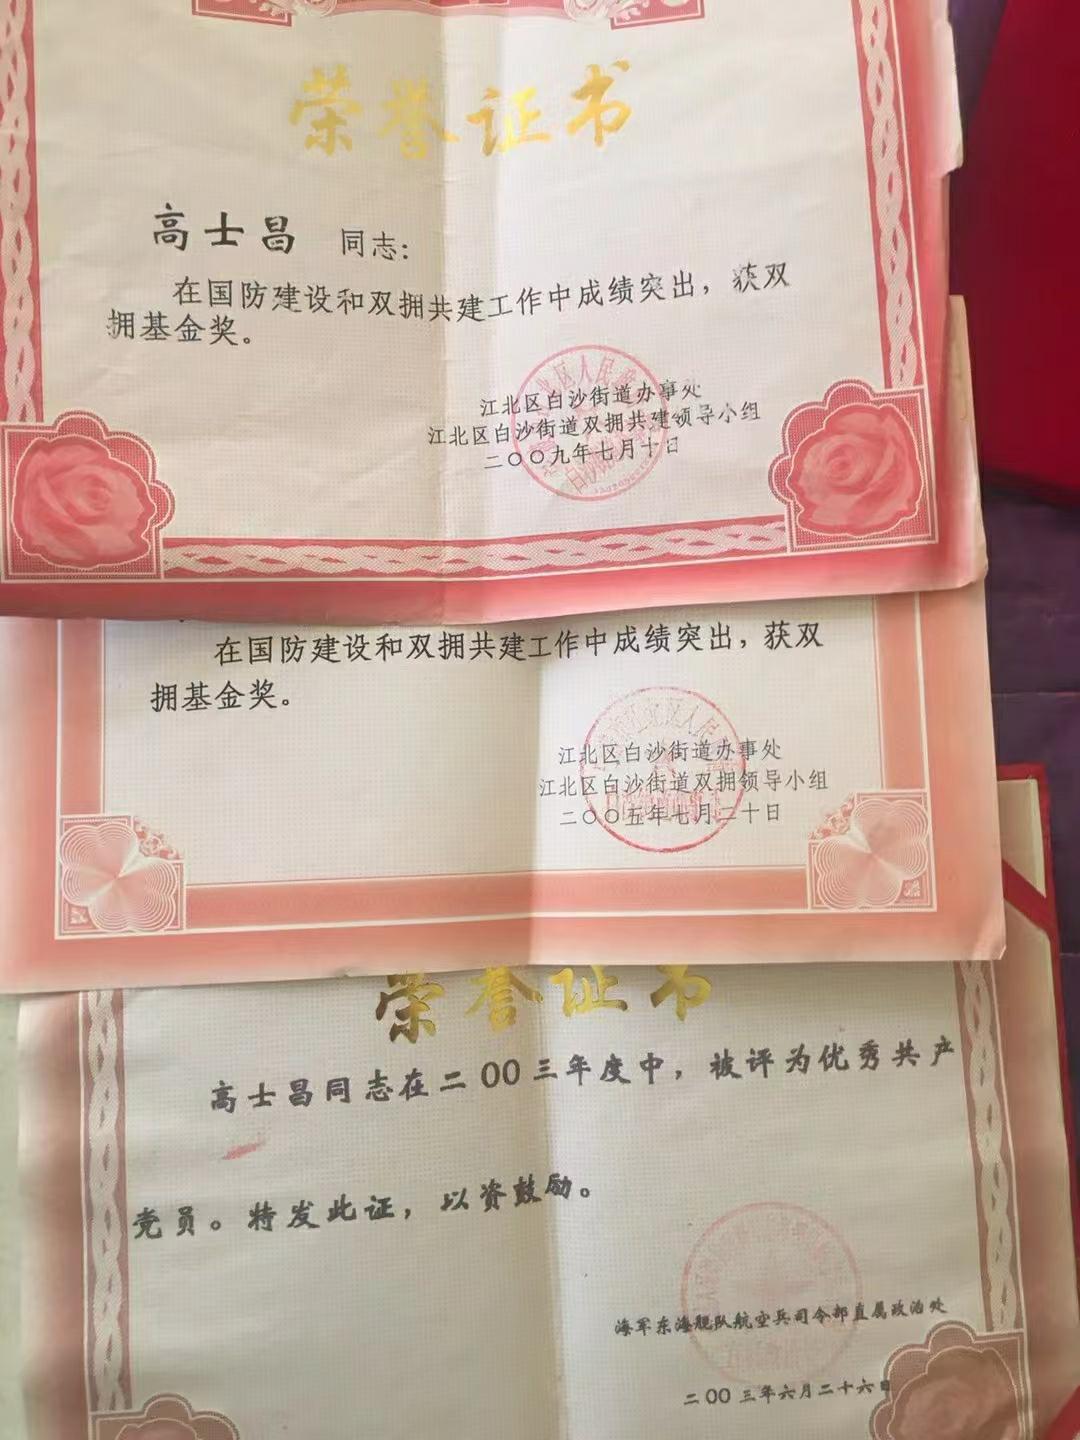 荣誉证书
高士昌 同志：
在国防建设和双拥共建工作中成绩突出，获双
拥基金奖。
江北区白沙街道办事处
江北区白沙街道双拥共建领导小组
二〇〇九年七月十日
在国防建设和双拥共建工作中成绩突出，获双
拥基金奖。
江北区白沙街道办事处
江北区白沙街道双拥领导小组
二〇〇五年七月二十日
荣誉证书
高士昌同志在二00三年度中，被评为优秀共产
党员。特发此证，以资鼓励。
海军东海舰队航空兵司令部直属政治处
二00三年六月二十六日